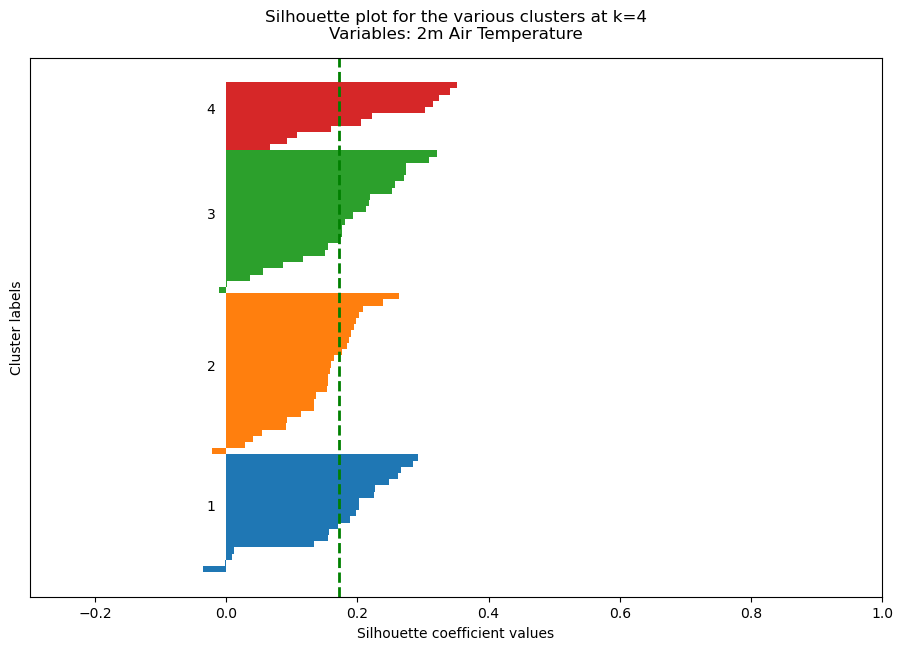 Silhouette plot for the various clusters at k=4
Variables: 2m Air Temperature
Cluster labels
4
3
2
1
−0.2 0.0 0.2 0.4 0.6 0.8 1.0
Silhouette coefficient values